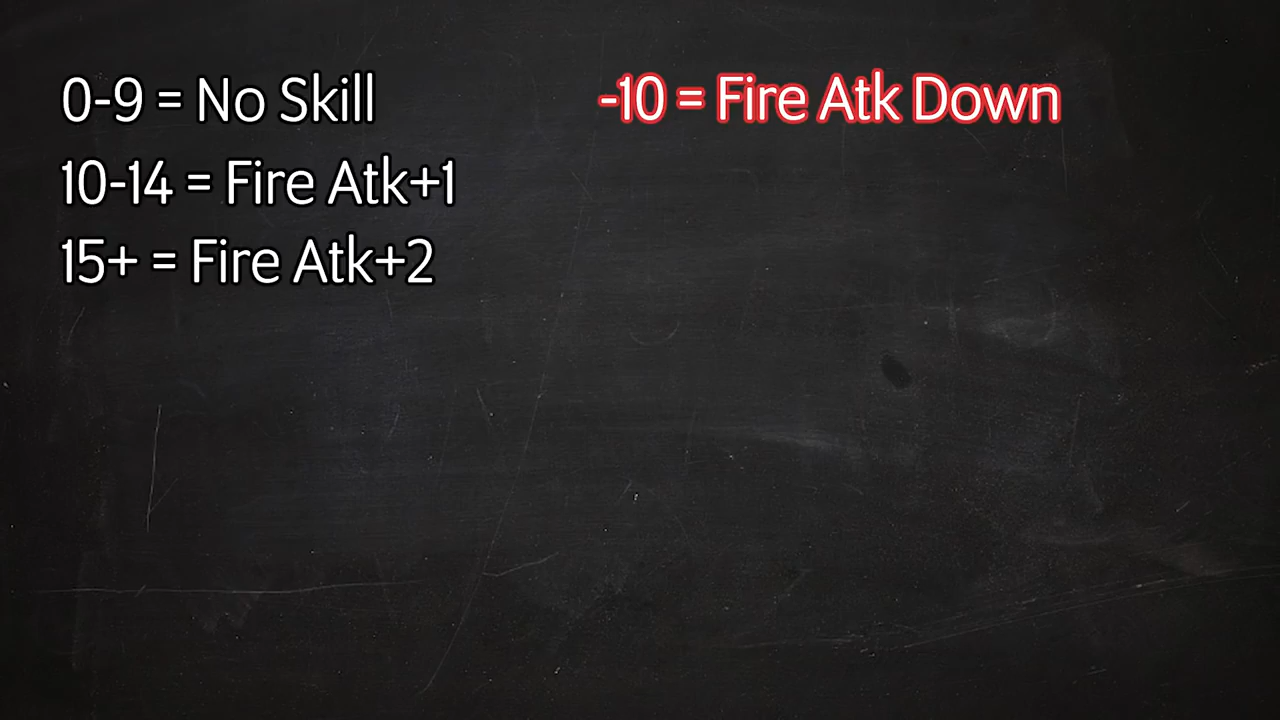 0-9 = No Skill
10-14 = Fire Atk+1
15+ = Fire Atk+2
-10 = Fire Atk Down